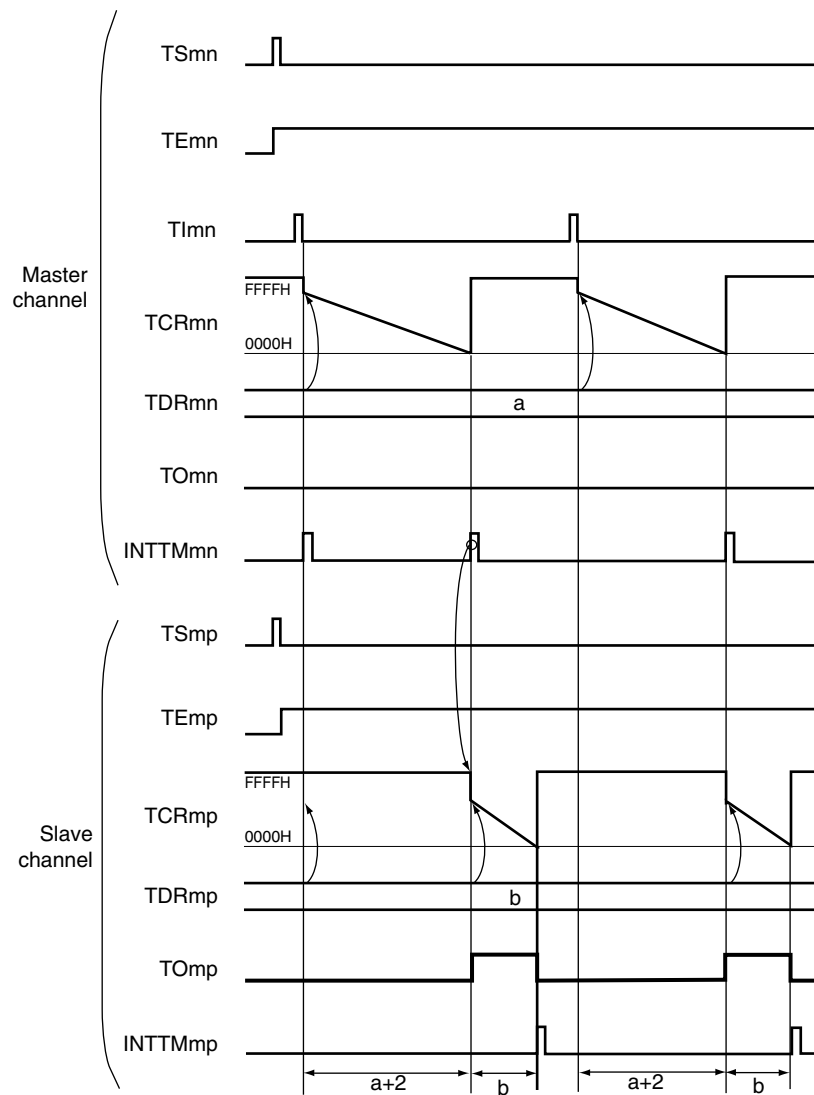 TSmn
TEmn
TImn
Master
channel
FFFFH
TCRmn
0000H
TDRmn
a
TOmn
INTTMmn
TSmp
TEmp
FFFFH
TCRmp
Slave
channel
0000H
TDRmp
b
TOmp
INTTMmp
a+2 b a+2 b